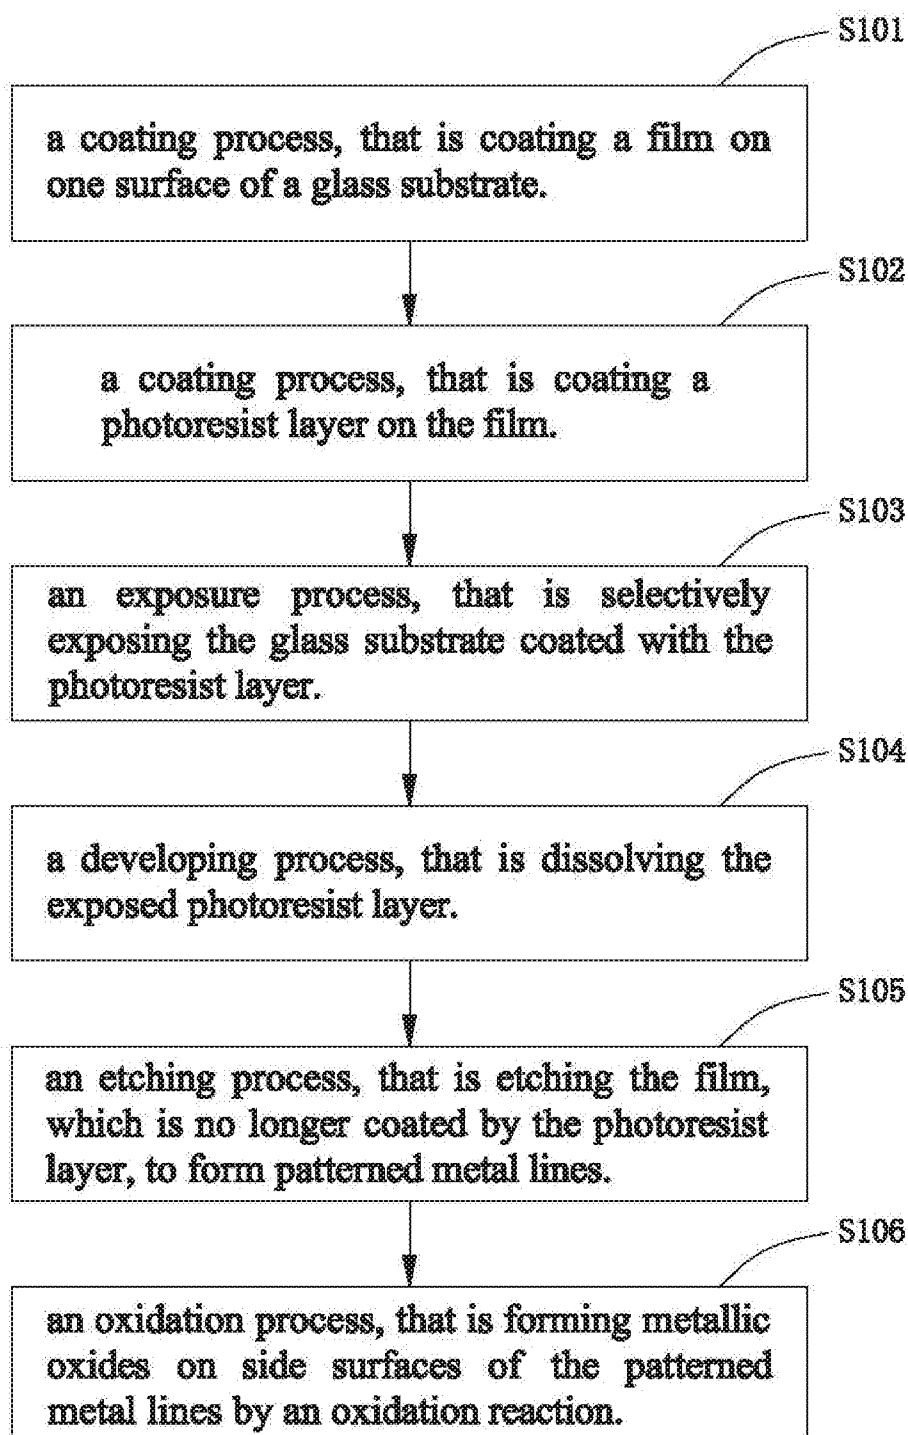 S101
a coating process, that is coating a film on
one surface of a glass substrate.
S102
a coating process, that is coating a
photoresist layer on the film.
S103
an exposure process, that is selectively
exposing the glass substrate coated with the
photoresist layer.
S104
a developing process, that is dissolving the
exposed photoresist layer.
S105
an etching process, that is etching the film,
which is no longer coated by the photoresist
layer, to form patterned metal lines.
S106
an oxidation process, that is forming metallic
oxides on side surfaces of the patterned
metal lines by an oxidation reaction.